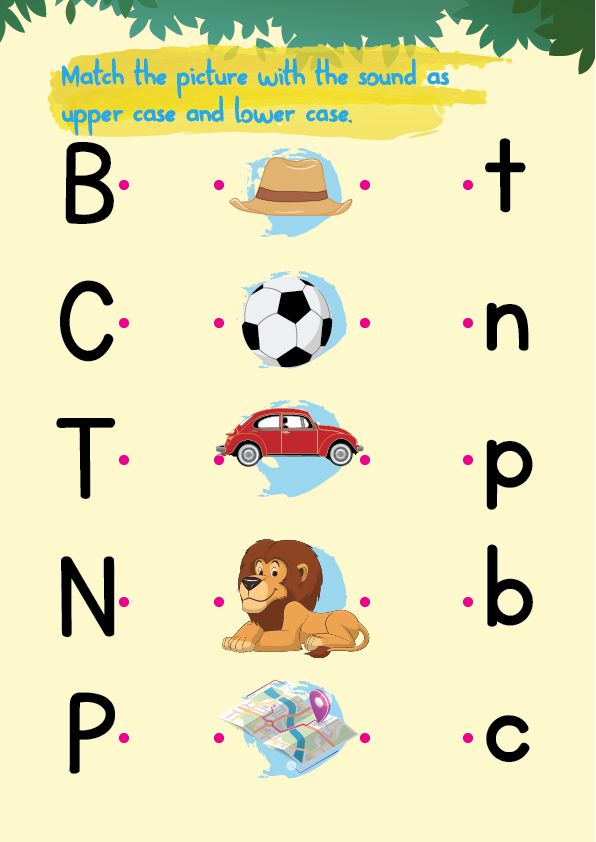 Match the picture with the sound as
upper case and lower case.
B t
C n
T p
N b
P c